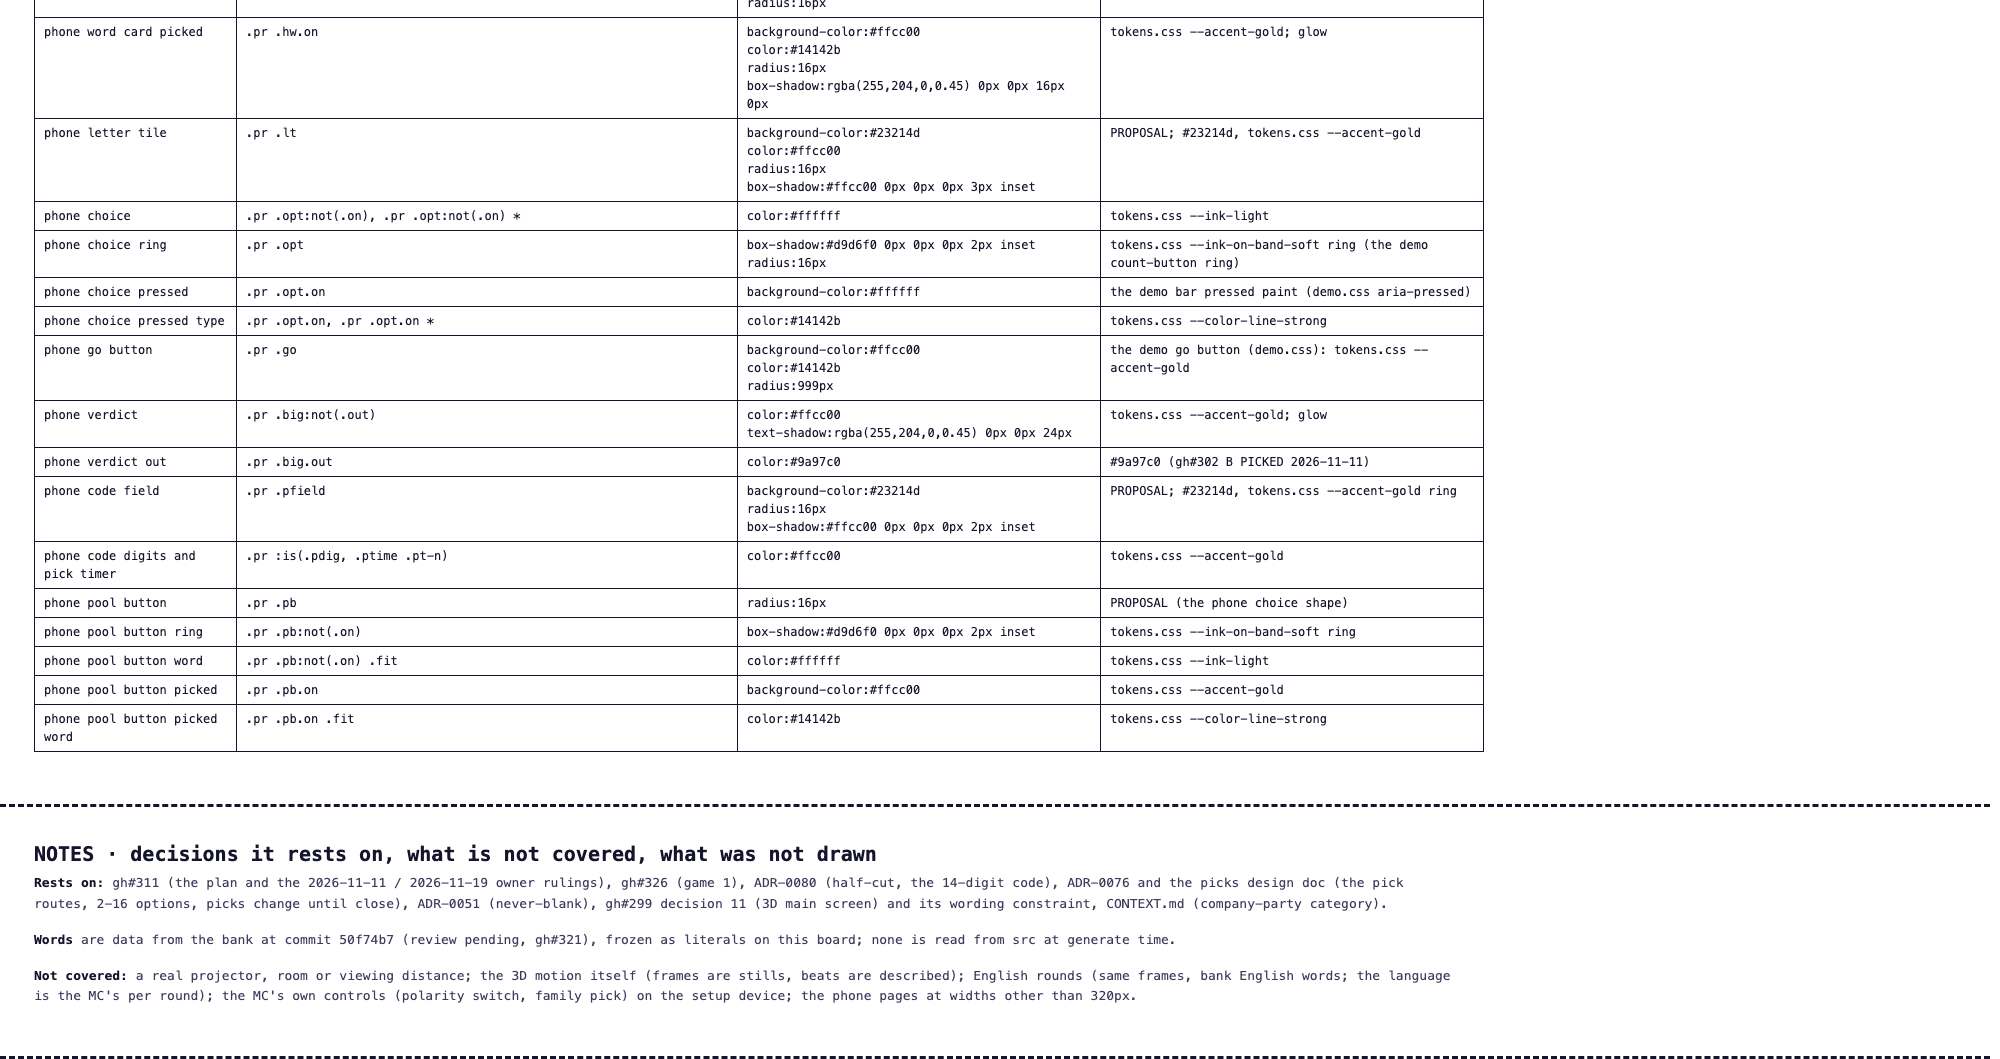 radius:16px
phone word card picked .pr .hw.on background-color:#ffcc00 tokens.css --accent-gold; glow
color:#14142b
radius:16px
box-shadow:rgba(255,204,0,0.45) 0px 0px 16px
0px
phone letter tile .pr .lt background-color:#23214d PROPOSAL; #23214d, tokens.css --accent-gold
color:#ffcc00
radius:16px
box-shadow:#ffcc00 0px 0px 0px 3px inset
phone choice .pr .opt:not(.on), .pr .opt:not(.on) * color:#ffffff tokens.css --ink-light
phone choice ring .pr .opt box-shadow:#d9d6f0 0px 0px 0px 2px inset tokens.css --ink-on-band-soft ring (the demo
radius:16px count-button ring)
phone choice pressed .pr .opt.on background-color:#ffffff the demo bar pressed paint (demo.css aria-pressed)
phone choice pressed type .pr .opt.on, .pr .opt.on * color:#14142b tokens.css --color-line-strong
phone go button .pr .go background-color:#ffcc00 the demo go button (demo.css): tokens.css --
color:#14142b accent-gold
radius:999px
phone verdict .pr .big:not(.out) color:#ffcc00 tokens.css --accent-gold; glow
text-shadow:rgba(255,204,0,0.45) 0px 0px 24px
phone verdict out .pr .big.out color:#9a97c0 #9a97c0 (gh#302 B PICKED 2026-11-11)
phone code field .pr .pfield background-color:#23214d PROPOSAL; #23214d, tokens.css --accent-gold ring
radius:16px
box-shadow:#ffcc00 0px 0px 0px 2px inset
phone code digits and .pr :is(.pdig, .ptime .pt-n) color:#ffcc00 tokens.css --accent-gold
pick timer
phone pool button .pr .pb radius:16px PROPOSAL (the phone choice shape)
phone pool button ring .pr .pb:not(.on) box-shadow:#d9d6f0 0px 0px 0px 2px inset tokens.css --ink-on-band-soft ring
phone pool button word .pr .pb:not(.on) .fit color:#ffffff tokens.css --ink-light
phone pool button picked .pr .pb.on background-color:#ffcc00 tokens.css --accent-gold
phone pool button picked .pr .pb.on .fit color:#14142b tokens.css --color-line-strong
word
NOTES · decisions it rests on, what is not covered, what was not drawn
Rests on: gh#311 (the plan and the 2026-11-11 / 2026-11-19 owner rulings), gh#326 (game 1), ADR-0080 (half-cut, the 14-digit code), ADR-0076 and the picks design doc (the pick
routes, 2-16 options, picks change until close), ADR-0051 (never-blank), gh#299 decision 11 (3D main screen) and its wording constraint, CONTEXT.md (company-party category).
Words are data from the bank at commit 50f74b7 (review pending, gh#321), frozen as literals on this board; none is read from src at generate time.
Not covered: a real projector, room or viewing distance; the 3D motion itself (frames are stills, beats are described); English rounds (same frames, bank English words; the language
is the MC's per round); the MC's own controls (polarity switch, family pick) on the setup device; the phone pages at widths other than 320px.